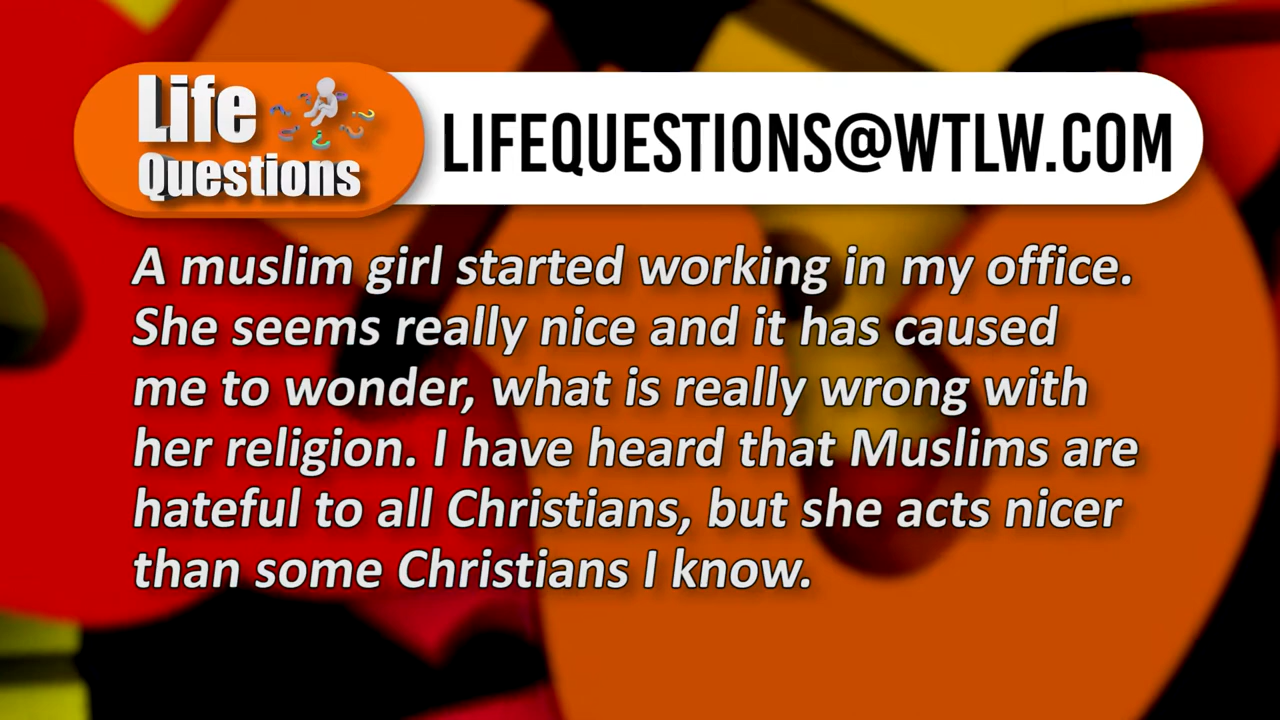 Life
Questions
LIFEQUESTIONS@WTLW.COM
A muslim girl started working in my office.
She seems really nice and it has caused
me to wonder, what is really wrong with
her religion. I have heard that Muslims are
hateful to all Christians, but she acts nicer
than some Christians I know.